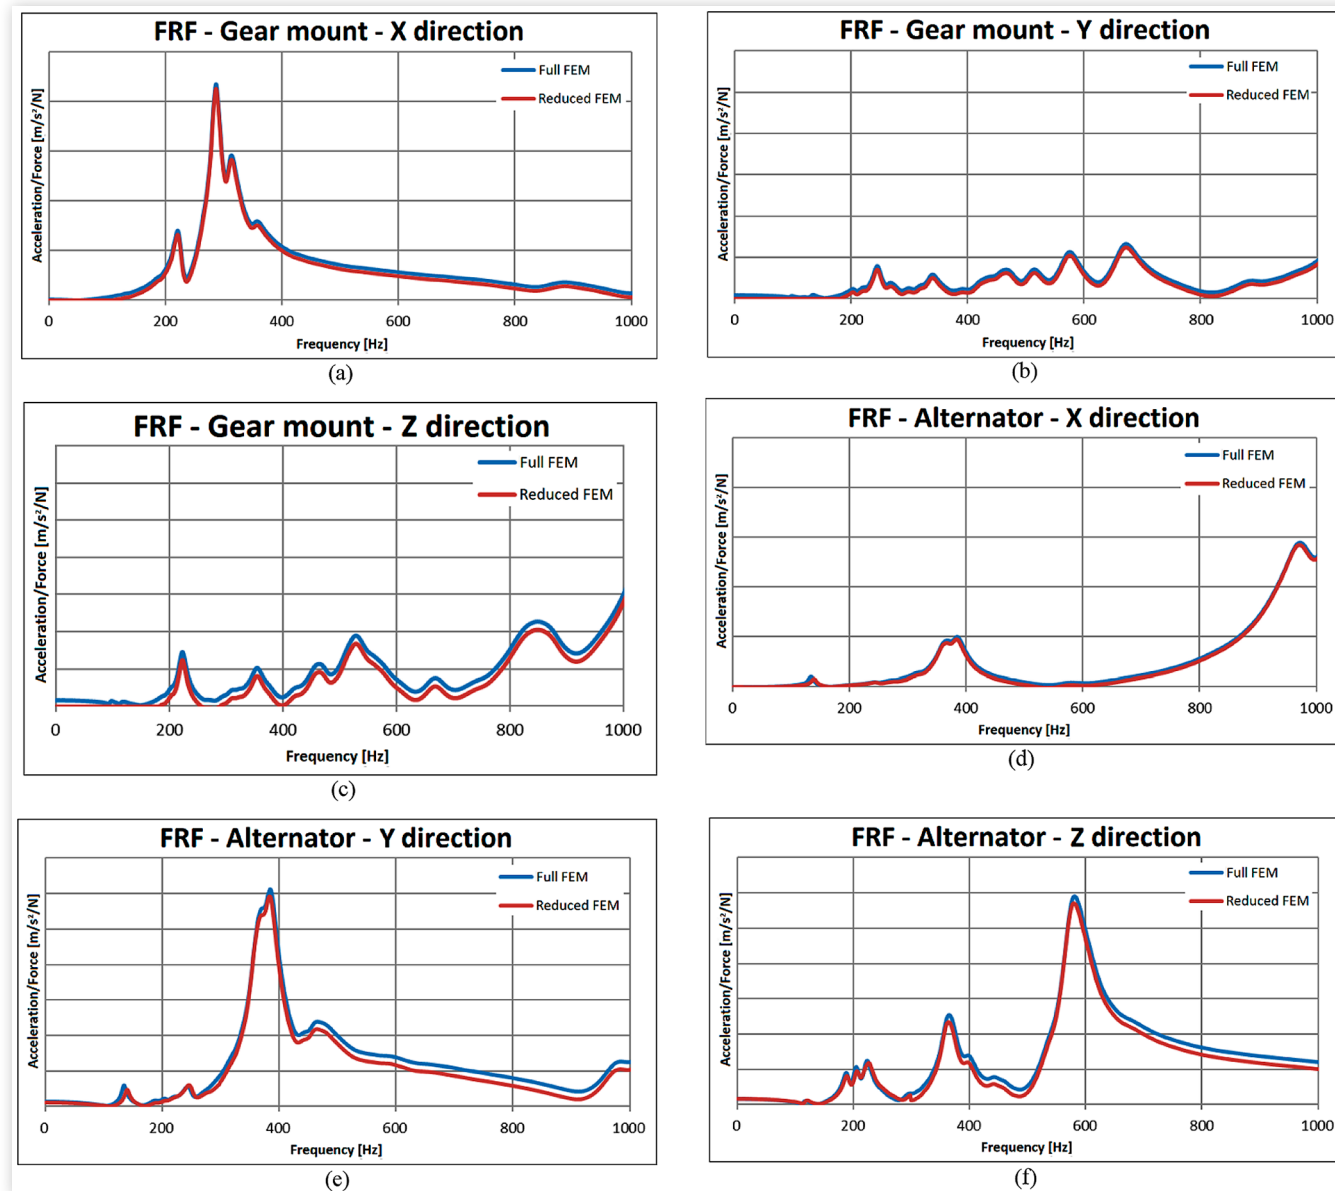 FRF - Gear mount - X direction
Full FEM
Reduced FEM
Acceleration/Force [m/s²/N]
0 200 400 600 800 1000
Frequency [Hz]
(a)
FRF - Gear mount - Y direction
Full FEM
Reduced FEM
Acceleration/Force [m/s²/N]
0 200 400 600 800 1000
Frequency [Hz]
(b)
FRF - Gear mount - Z direction
Full FEM
Reduced FEM
Acceleration/Force [m/s²/N]
0 200 400 600 800 1000
Frequency [Hz]
(c)
FRF - Alternator - X direction
Full FEM
Reduced FEM
Acceleration/Force [m/s²/N]
0 200 400 600 800 1000
Frequency [Hz]
(d)
FRF - Alternator - Y direction
Full FEM
Reduced FEM
Acceleration/Force [m/s²/N]
0 200 400 600 800 1000
Frequency [Hz]
(e)
FRF - Alternator - Z direction
Full FEM
Reduced FEM
Acceleration/Force [m/s²/N]
0 200 400 600 800 1000
Frequency [Hz]
(f)